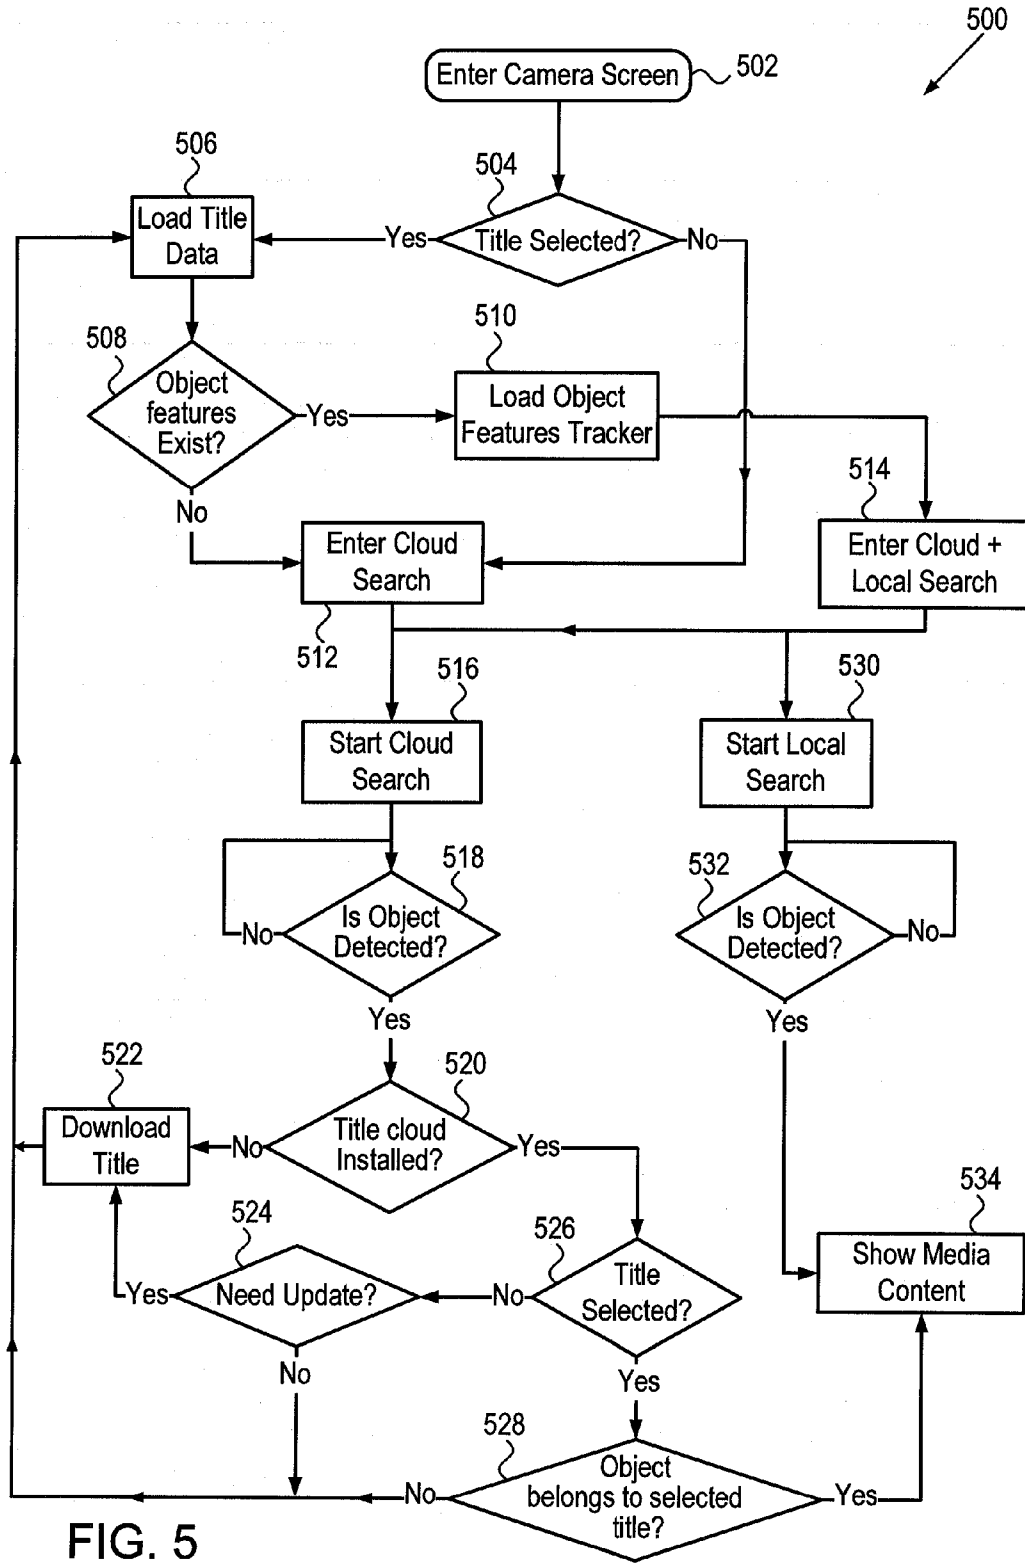 500
Enter Camera Screen
502
506
504
Load Title
Data
Yes
Title Selected?
No
508
510
Object
features
Exist?
Yes
Load Object
Features Tracker
514
No
Enter Cloud
Search
Enter Cloud +
Local Search
512
516
530
Start Cloud
Search
Start Local
Search
518
532
No
Is Object
Detected?
Is Object
Detected?
No
Yes
Yes
522
520
Download
Title
No
Title cloud
Installed?
Yes
524
526
534
Yes
Need Update?
No
Title
Selected?
Show Media
Content
No
Yes
528
No
Object
belongs to selected
title?
Yes
FIG. 5